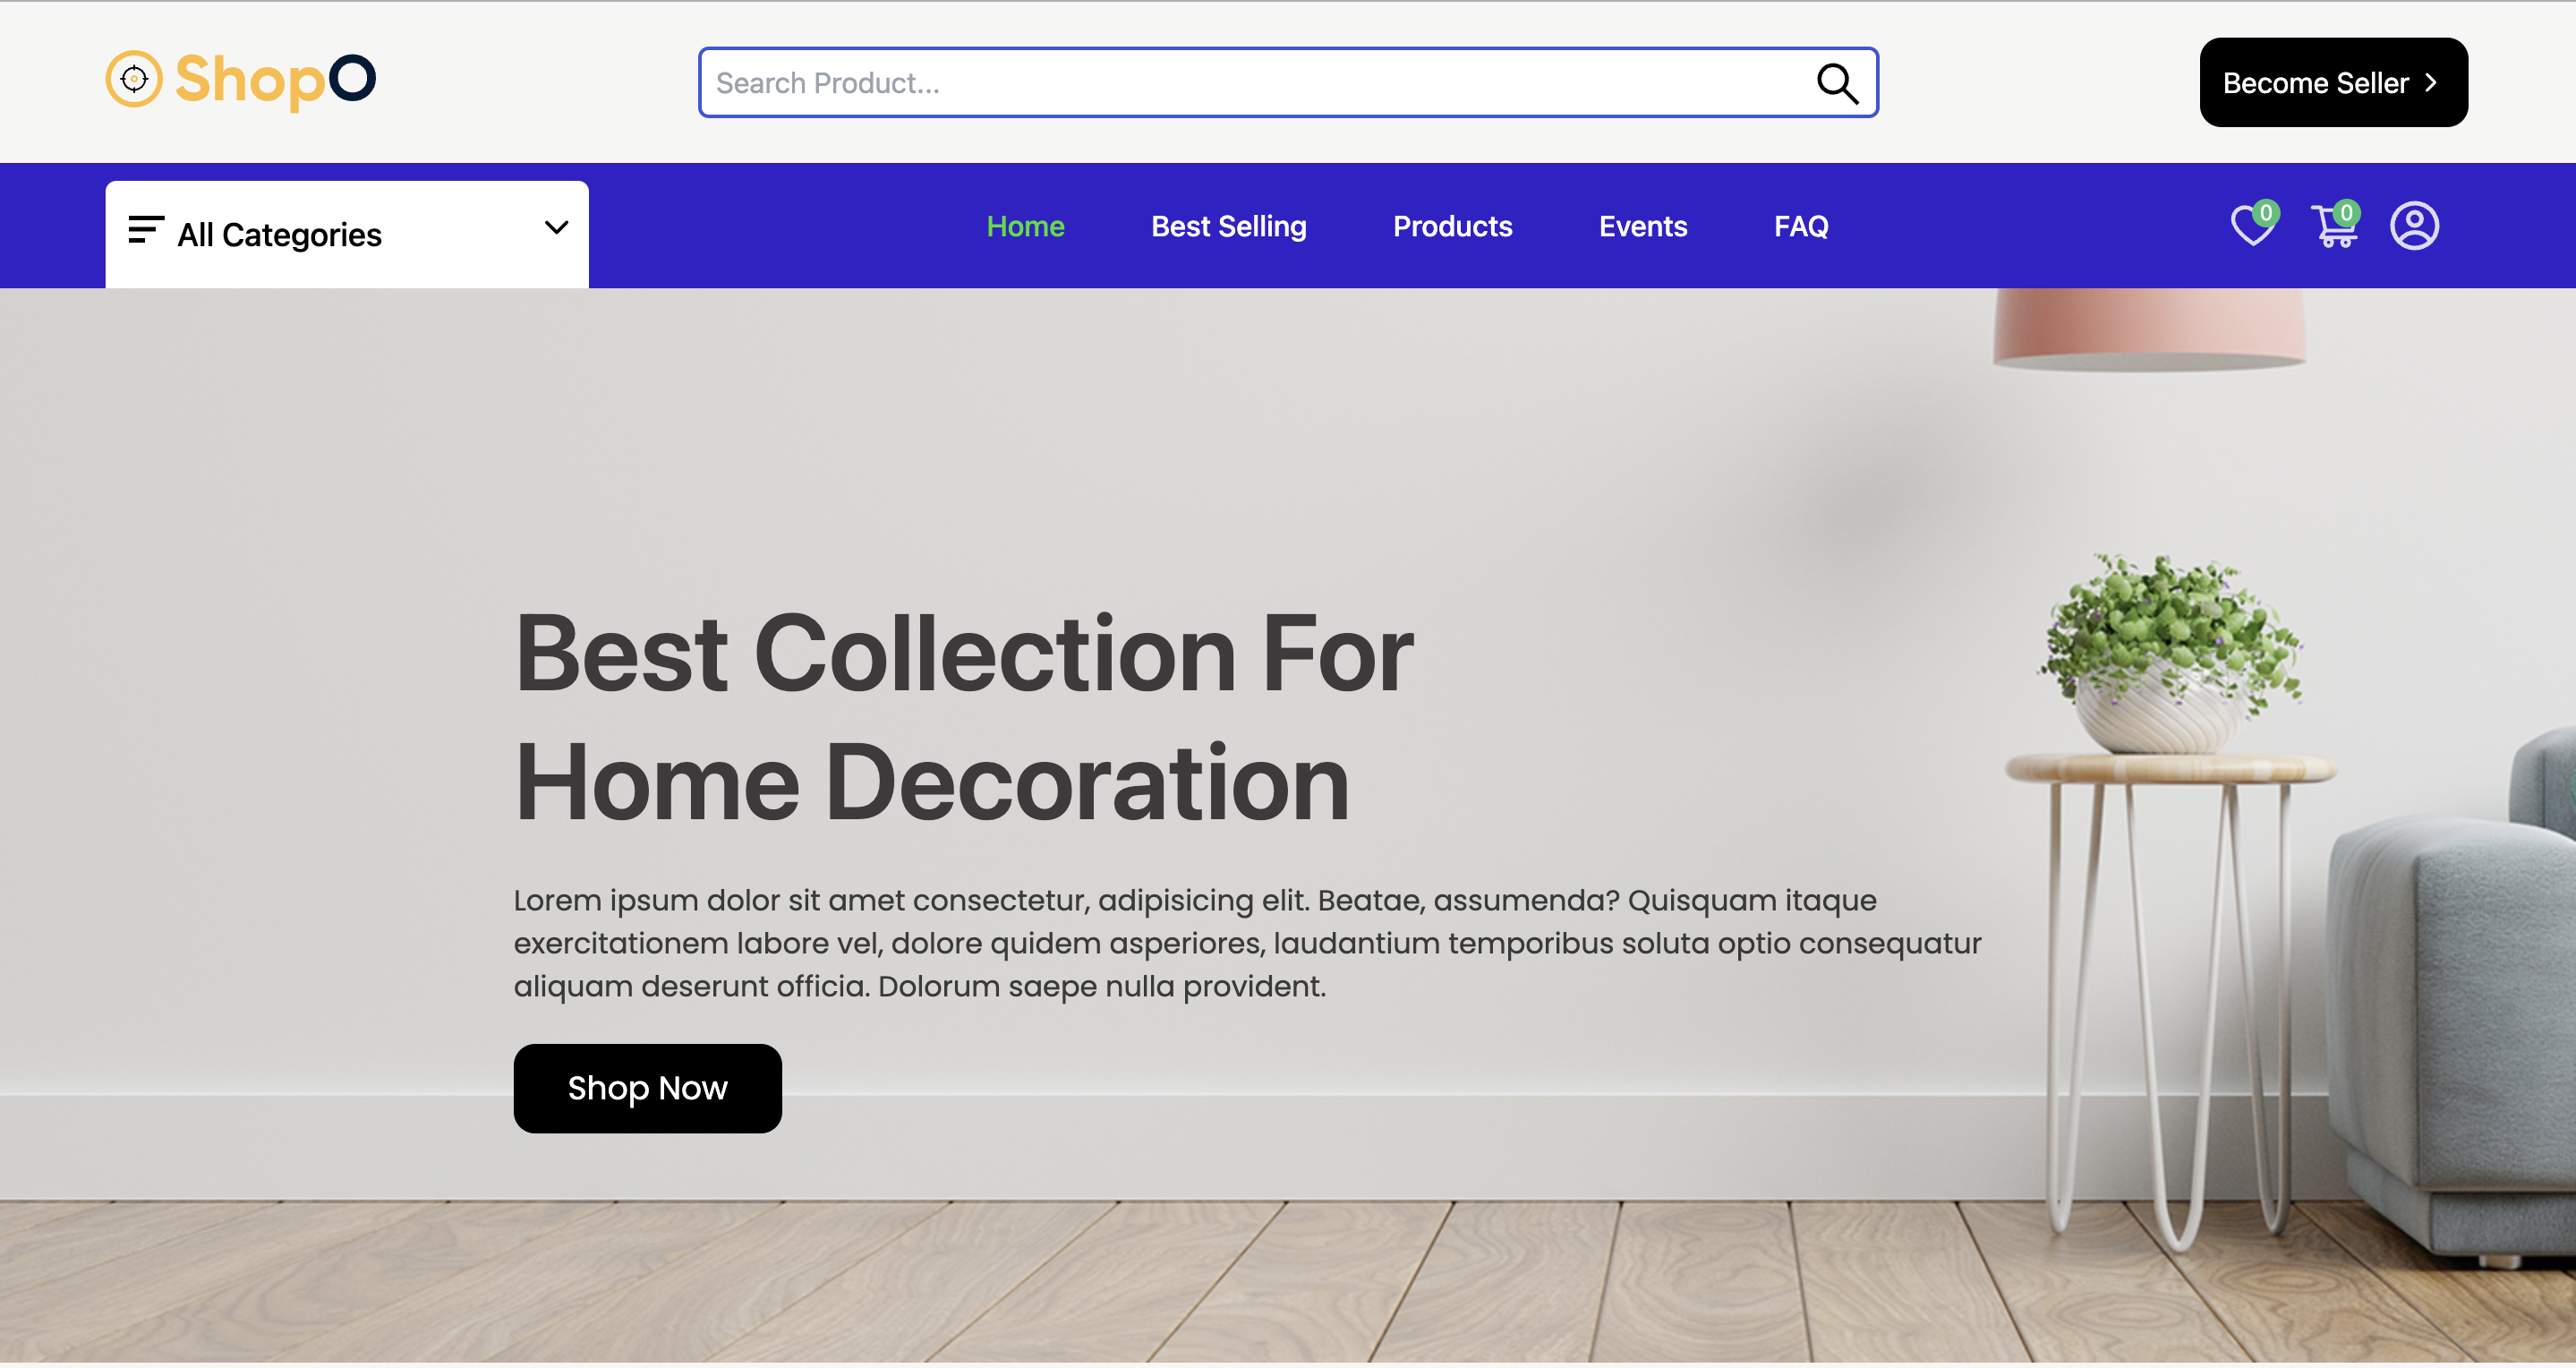 ShopO
Search Product...
Become Seller
All Categories
Home
Best Selling
Products
Events
FAQ
0
0
Best Collection For
Home Decoration
Lorem ipsum dolor sit amet consectetur, adipisicing elit. Beatae, assumenda? Quisquam itaque
exercitationem labore vel, dolore quidem asperiores, laudantium temporibus soluta optio consequatur
aliquam deserunt officia. Dolorum saepe nulla provident.
Shop Now